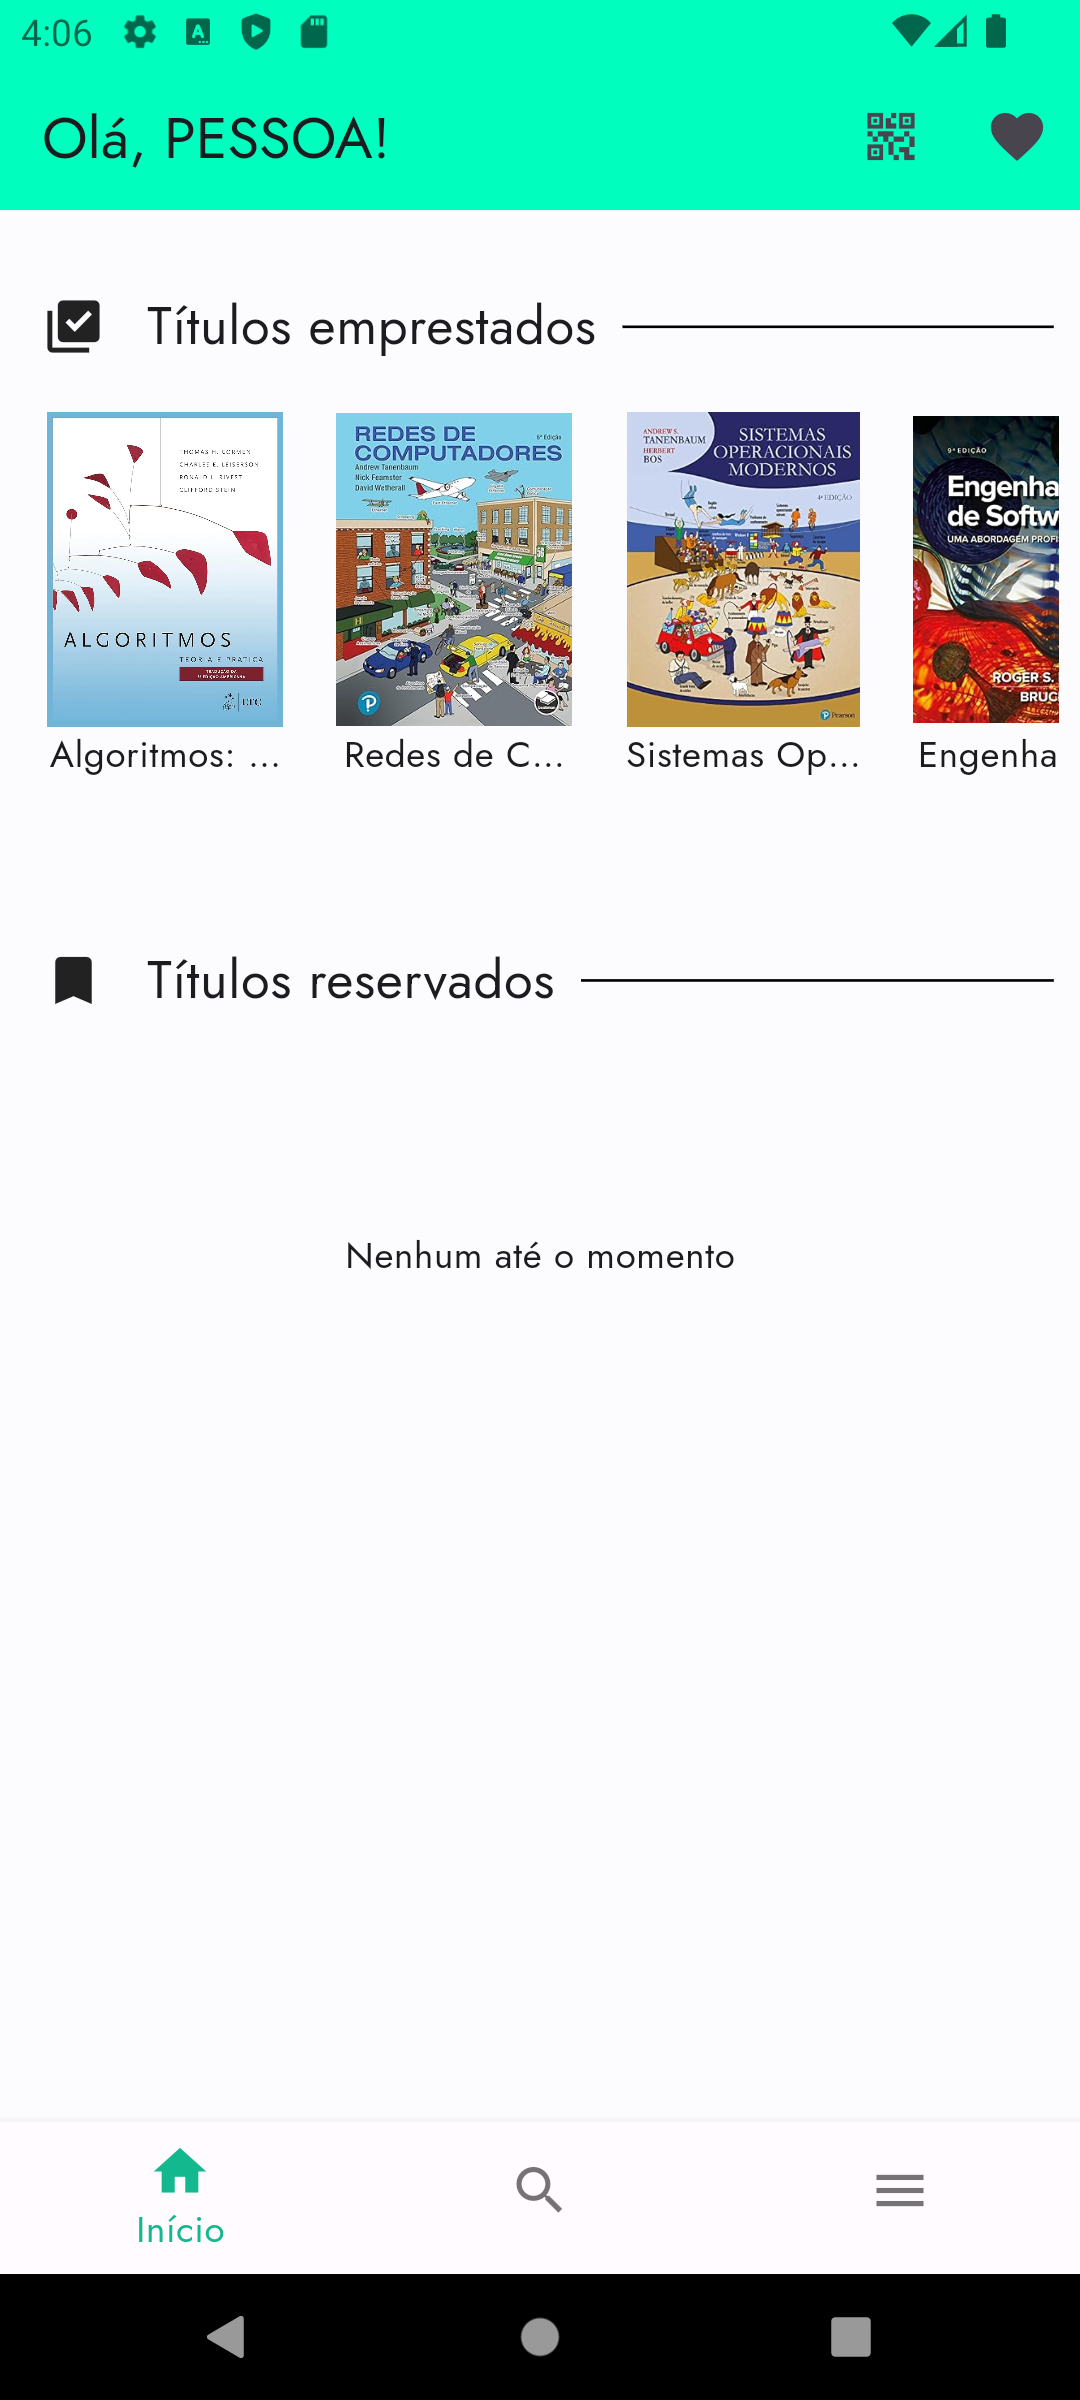 4:06
Olá, PESSOA!
Títulos emprestados
THOMAS H. CORMEN
CHARLES E. LEISERSON
RONALD L. RIVEST
CLIFFORD STEIN
ALGORITMOS
TEORIA E PRÁTICA
REDES DE
COMPUTADORES
6ª Edição
Andrew Tanenbaum
Nick Feamster
David Wetherall
ANDREW S.
TANENBAUM
HERBERT
BOS
SISTEMAS
OPERACIONAIS
MODERNOS
4ª EDIÇÃO
Pearson
9ª EDIÇÃO
Engenha
de Softw
UMA ABORDAGEM PROFI
ROGER S.
BRUC
Algoritmos: ...
Redes de C...
Sistemas Op...
Engenha
Títulos reservados
Nenhum até o momento
Início